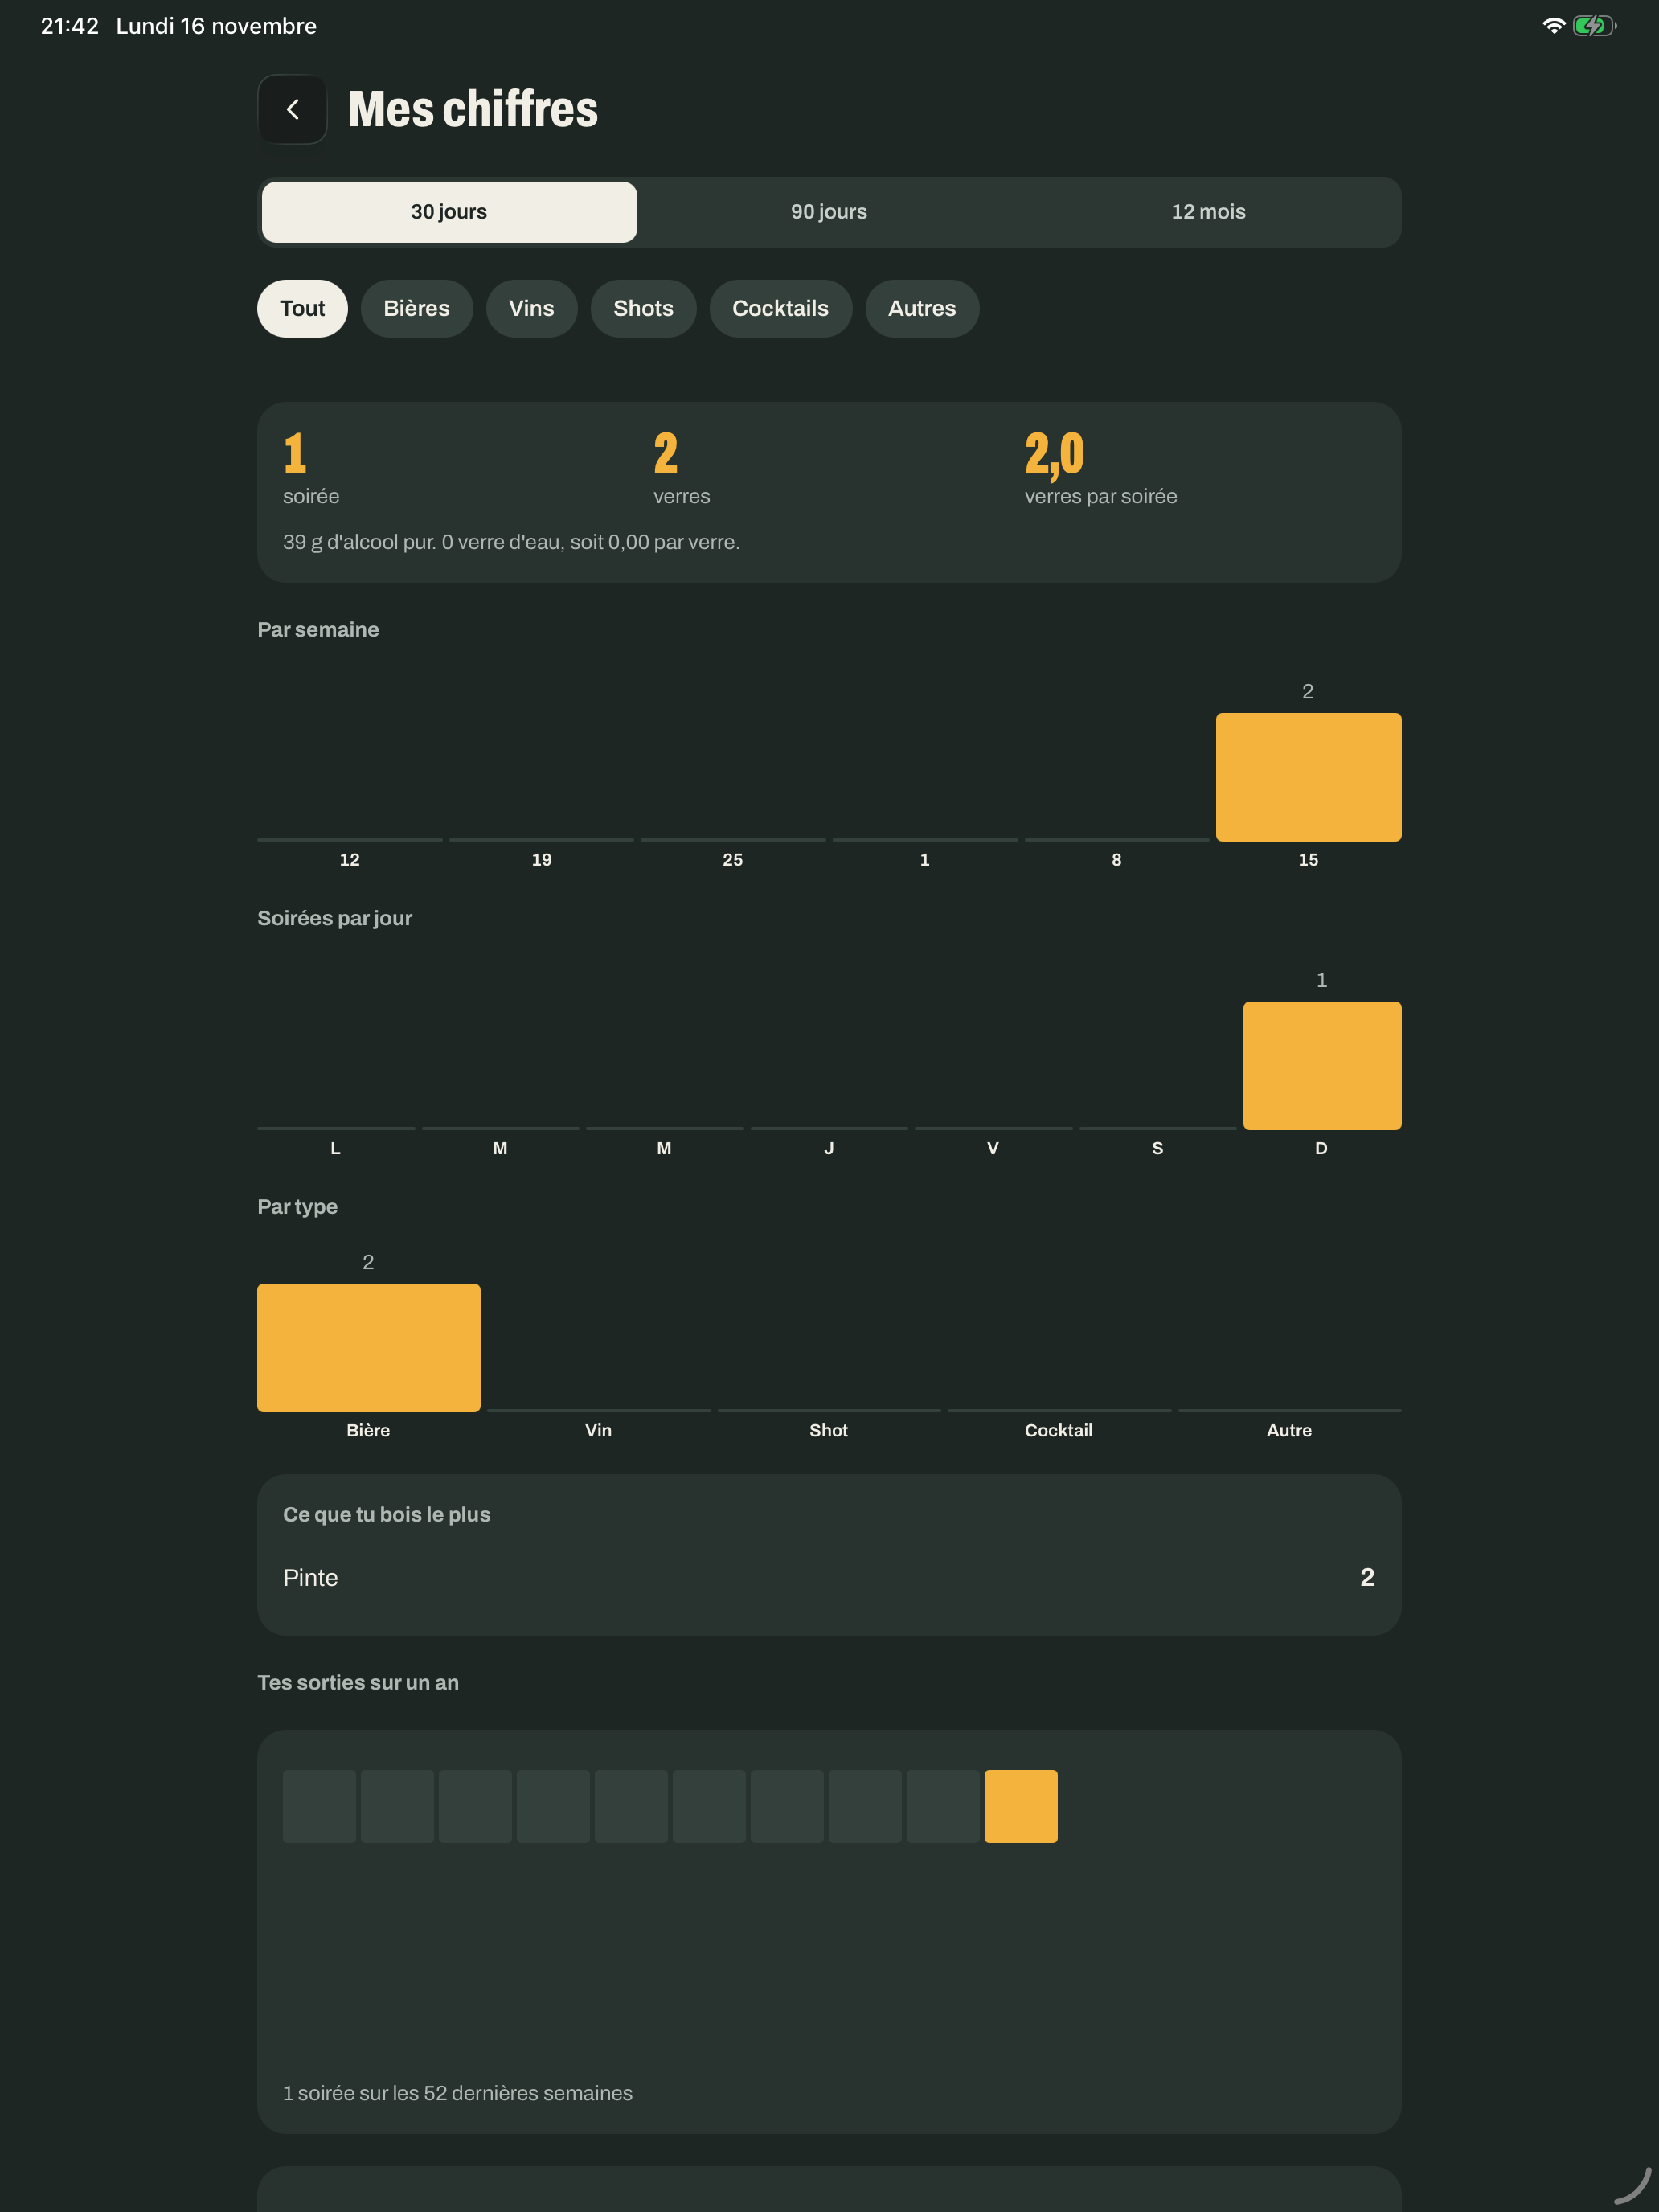 21:42 Lundi 16 novembre
Mes chiffres
30 jours 90 jours 12 mois
Tout Bières Vins Shots Cocktails Autres
1 2 2,0
soirée verres verres par soirée
39 g d'alcool pur. 0 verre d'eau, soit 0,00 par verre.
Par semaine
2
12 19 25 1 8 15
Soirées par jour
1
L M M J V S D
Par type
2
Bière Vin Shot Cocktail Autre
Ce que tu bois le plus
Pinte 2
Tes sorties sur un an
1 soirée sur les 52 dernières semaines